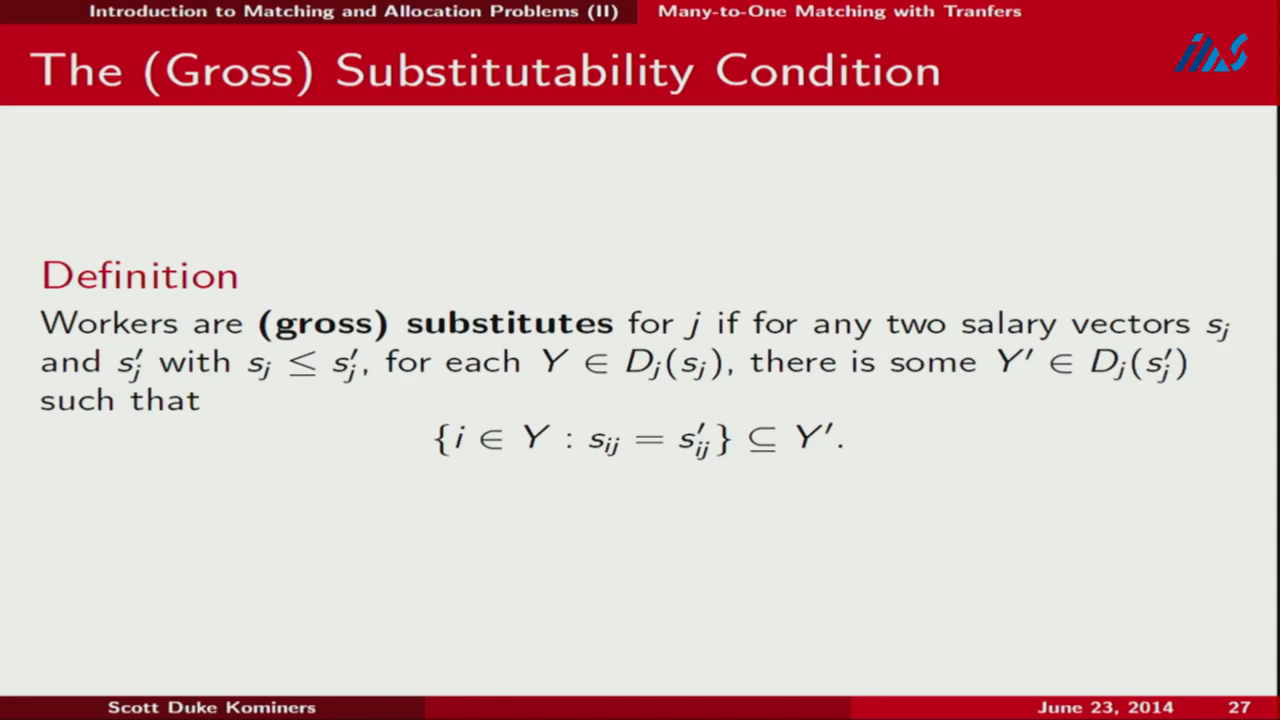 Introduction to Matching and Allocation Problems (II) Many-to-One Matching with Tranfers
The (Gross) Substitutability Condition
ias
Definition
Workers are (gross) substitutes for j if for any two salary vectors s_j
and s′_j with s_j ≤ s′_j, for each Y ∈ D_j(s_j), there is some Y′ ∈ D_j(s′_j)
such that
{i ∈ Y : s_ij = s′_ij} ⊆ Y′.
Scott Duke Kominers June 23, 2014 27